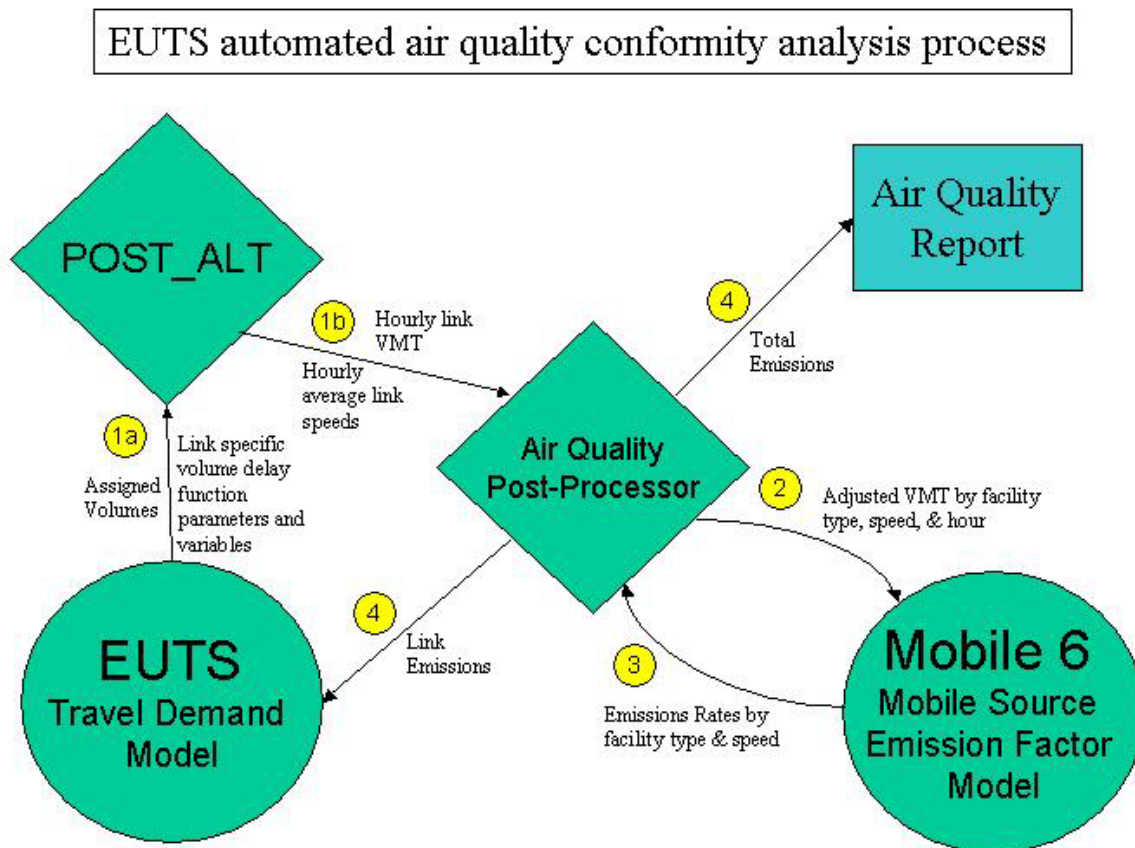 EUTS automated air quality conformity analysis process
POST_ALT
Air Quality
Report
1b
Hourly link
VMT
Hourly
average link
speeds
4
Total
Emissions
1a
Assigned
Volumes
Link specific
volume delay
function
parameters and
variables
Air Quality
Post-Processor
2
Adjusted VMT by facility
type, speed, & hour
4
Link
Emissions
3
Emissions Rates by
facility type & speed
EUTS
Travel Demand
Model
Mobile 6
Mobile Source
Emission Factor
Model